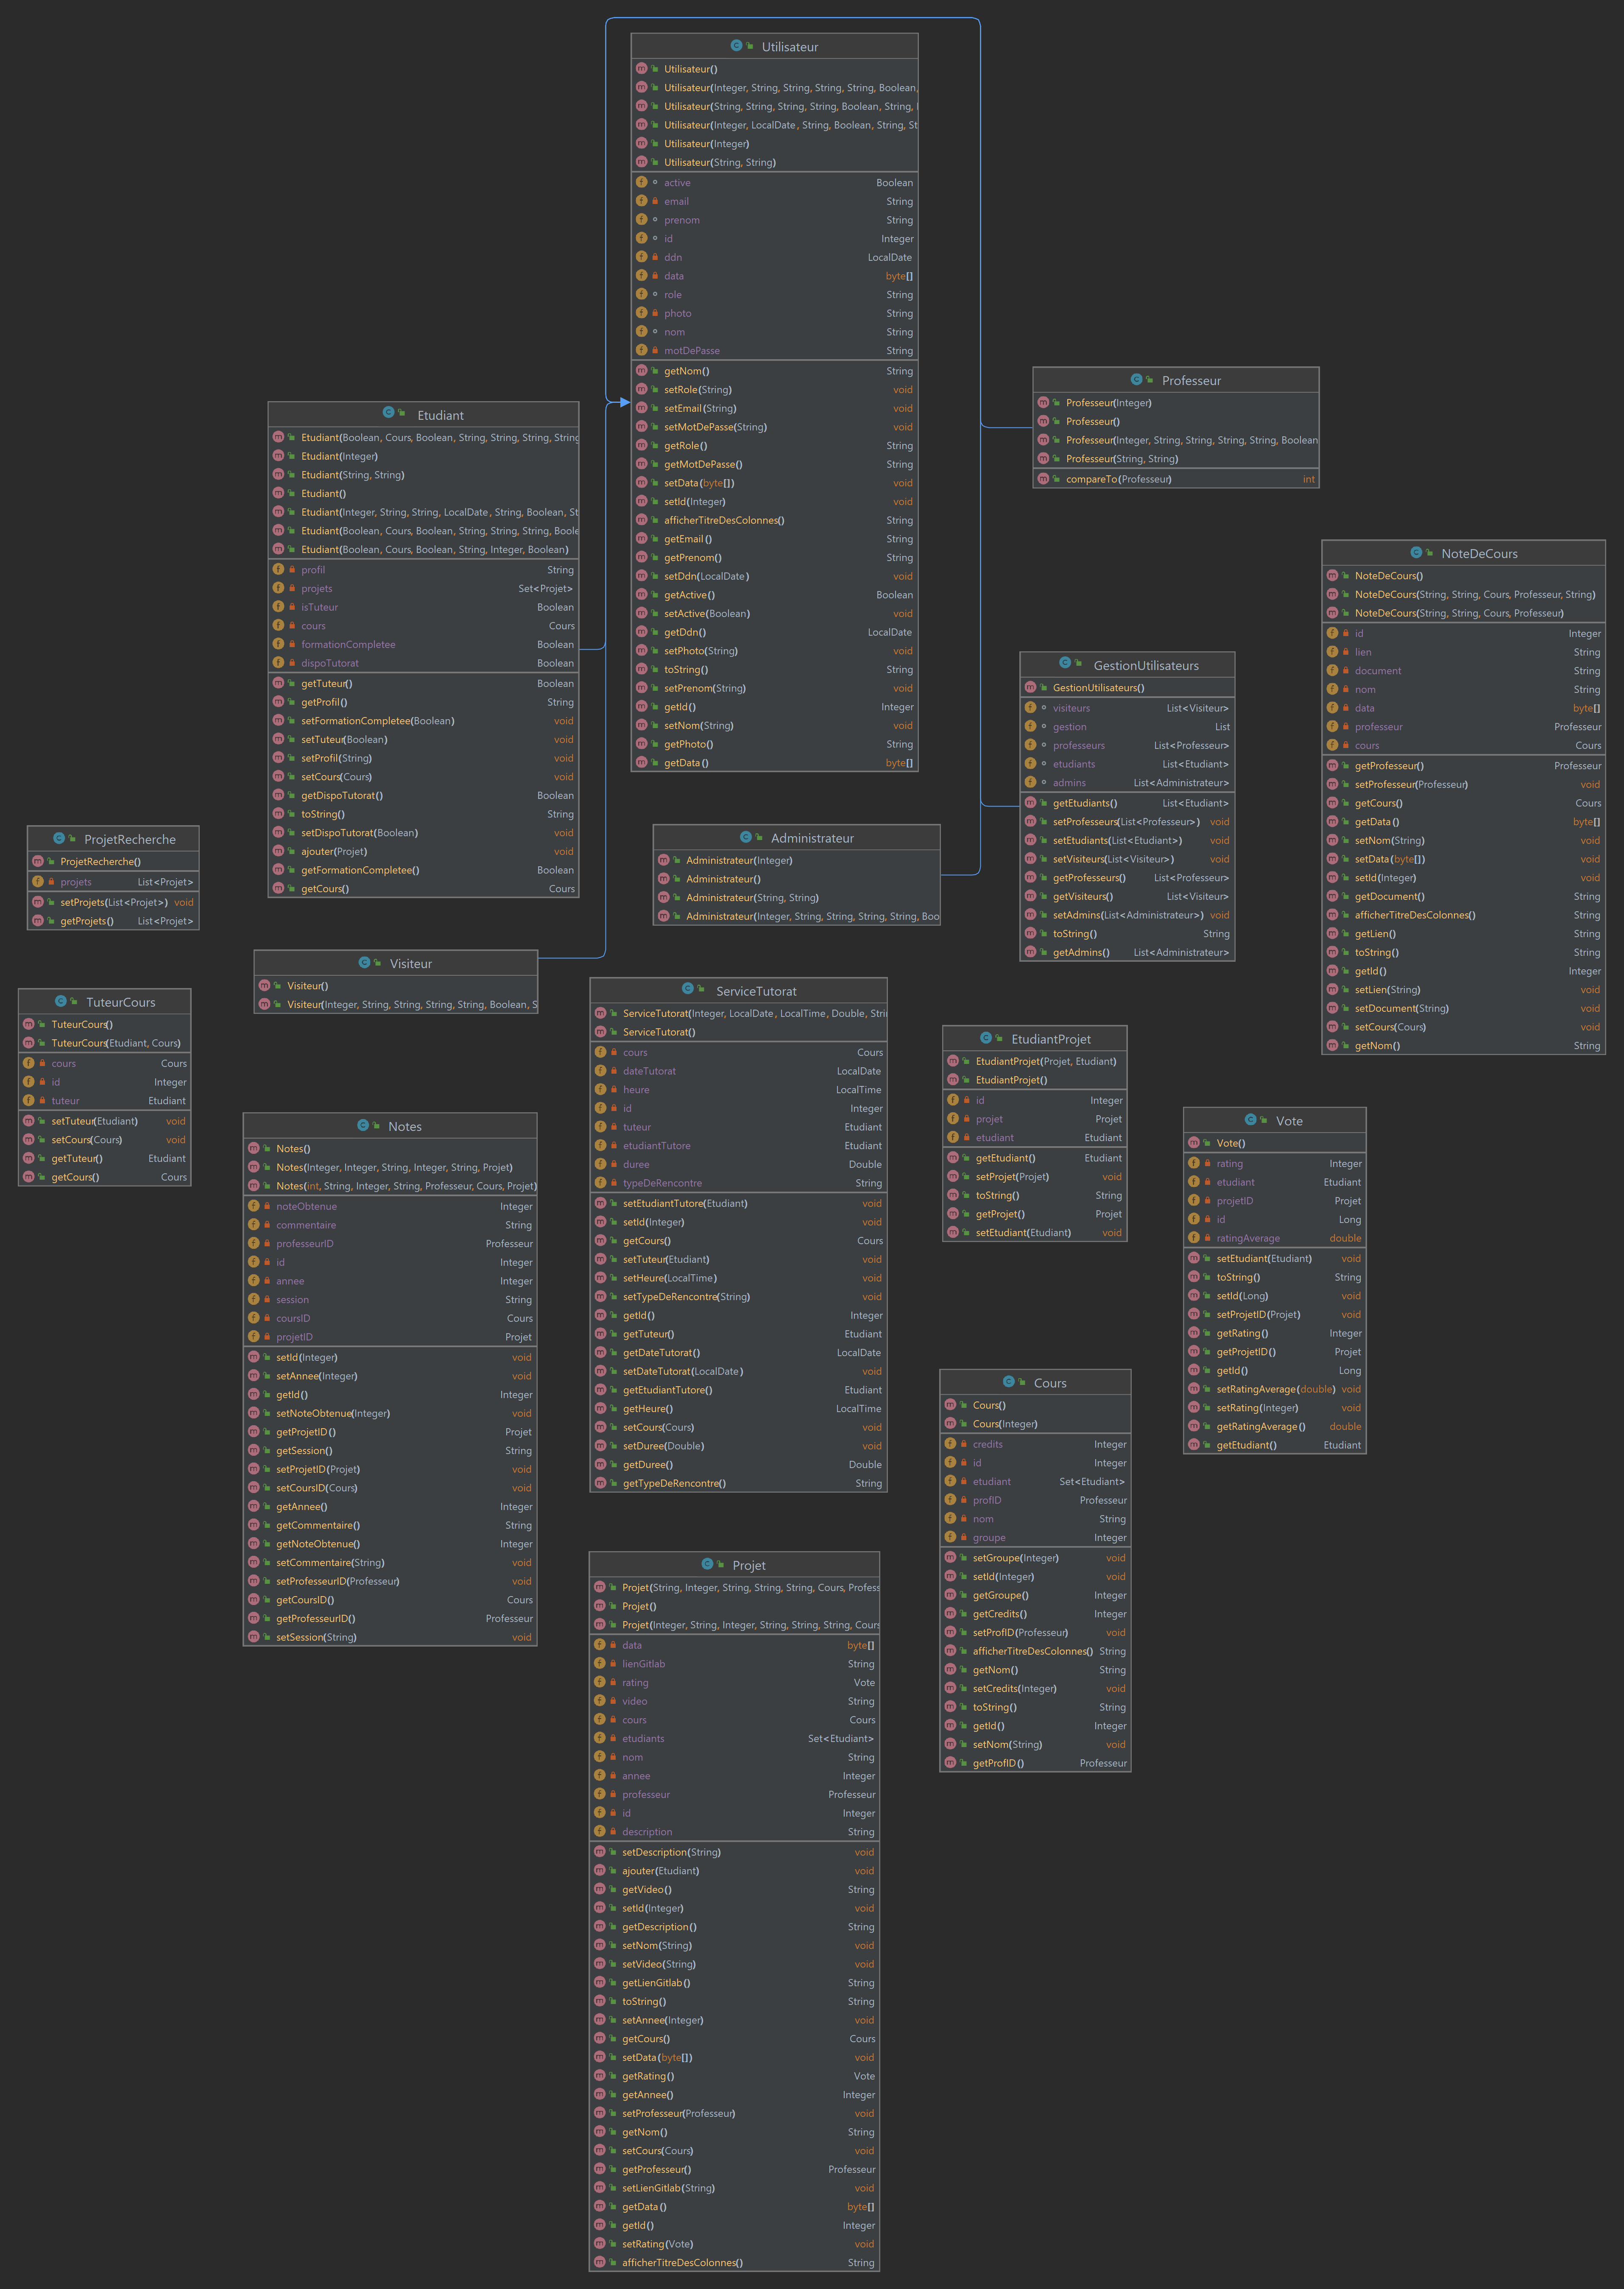 Utilisateur
Utilisateur()
Utilisateur(Integer, String, String, String, String, Boolean,
Utilisateur(String, String, String, String, Boolean, String,
Utilisateur(Integer, LocalDate, String, Boolean, String, St
Utilisateur(Integer)
Utilisateur(String, String)
active Boolean
email String
prenom String
id Integer
ddn LocalDate
data byte[]
role String
photo String
nom String
motDePasse String
getNom() String
setRole(String) void
setEmail(String) void
setMotDePasse(String) void
getRole() String
getMotDePasse() String
setData(byte[]) void
setId(Integer) void
afficherTitreDesColonnes() String
getEmail() String
getPrenom() String
setDdn(LocalDate) void
getActive() Boolean
setActive(Boolean) void
getDdn() LocalDate
setPhoto(String) void
toString() String
setPrenom(String) void
getId() Integer
setNom(String) void
getPhoto() String
getData() byte[]
Professeur
Professeur(Integer)
Professeur()
Professeur(Integer, String, String, String, String, Boolean
Professeur(String, String)
compareTo(Professeur) int
Etudiant
Etudiant(Boolean, Cours, Boolean, String, String, String, String
Etudiant(Integer)
Etudiant(String, String)
Etudiant()
Etudiant(Integer, String, String, LocalDate, String, Boolean, St
Etudiant(Boolean, Cours, Boolean, String, String, String, Boole
Etudiant(Boolean, Cours, Boolean, String, Integer, Boolean)
profil String
projets Set<Projet>
isTuteur Boolean
cours Cours
formationCompletee Boolean
dispoTutorat Boolean
getTuteur() Boolean
getProfil() String
setFormationCompletee(Boolean) void
setTuteur(Boolean) void
setProfil(String) void
setCours(Cours) void
getDispoTutorat() Boolean
toString() String
setDispoTutorat(Boolean) void
ajouter(Projet) void
getFormationCompletee() Boolean
getCours() Cours
NoteDeCours
NoteDeCours()
NoteDeCours(String, String, Cours, Professeur, String)
NoteDeCours(String, String, Cours, Professeur)
id Integer
lien String
document String
nom String
data byte[]
professeur Professeur
cours Cours
getProfesseur() Professeur
setProfesseur(Professeur) void
getCours() Cours
getData() byte[]
setNom(String) void
setData(byte[]) void
setId(Integer) void
getDocument() String
afficherTitreDesColonnes() String
getLien() String
toString() String
getId() Integer
setLien(String) void
setDocument(String) void
setCours(Cours) void
getNom() String
GestionUtilisateurs
GestionUtilisateurs()
visiteurs List<Visiteur>
gestion List
professeurs List<Professeur>
etudiants List<Etudiant>
admins List<Administrateur>
getEtudiants() List<Etudiant>
setProfesseurs(List<Professeur>) void
setEtudiants(List<Etudiant>) void
setVisiteurs(List<Visiteur>) void
getProfesseurs() List<Professeur>
getVisiteurs() List<Visiteur>
setAdmins(List<Administrateur>) void
toString() String
getAdmins() List<Administrateur>
ProjetRecherche
ProjetRecherche()
projets List<Projet>
setProjets(List<Projet>) void
getProjets() List<Projet>
Administrateur
Administrateur(Integer)
Administrateur()
Administrateur(String, String)
Administrateur(Integer, String, String, String, String, Boo
Visiteur
Visiteur()
Visiteur(Integer, String, String, String, String, Boolean, S
TuteurCours
TuteurCours()
TuteurCours(Etudiant, Cours)
cours Cours
id Integer
tuteur Etudiant
setTuteur(Etudiant) void
setCours(Cours) void
getTuteur() Etudiant
getCours() Cours
ServiceTutorat
ServiceTutorat(Integer, LocalDate, LocalTime, Double, Stri
ServiceTutorat()
cours Cours
dateTutorat LocalDate
heure LocalTime
id Integer
tuteur Etudiant
etudiantTutore Etudiant
duree Double
typeDeRencontre String
setEtudiantTutore(Etudiant) void
setId(Integer) void
getCours() Cours
setTuteur(Etudiant) void
setHeure(LocalTime) void
setTypeDeRencontre(String) void
getId() Integer
getTuteur() Etudiant
getDateTutorat() LocalDate
setDateTutorat(LocalDate) void
getEtudiantTutore() Etudiant
getHeure() LocalTime
setCours(Cours) void
setDuree(Double) void
getDuree() Double
getTypeDeRencontre() String
EtudiantProjet
EtudiantProjet(Projet, Etudiant)
EtudiantProjet()
id Integer
projet Projet
etudiant Etudiant
getEtudiant() Etudiant
setProjet(Projet) void
toString() String
getProjet() Projet
setEtudiant(Etudiant) void
Vote
Vote()
rating Integer
etudiant Etudiant
projetID Projet
id Long
ratingAverage double
setEtudiant(Etudiant) void
toString() String
setId(Long) void
setProjetID(Projet) void
getRating() Integer
getProjetID() Projet
getId() Long
setRatingAverage(double) void
setRating(Integer) void
getRatingAverage() double
getEtudiant() Etudiant
Notes
Notes()
Notes(Integer, Integer, String, Integer, String, Projet)
Notes(int, String, Integer, String, Professeur, Cours, Projet)
noteObtenue Integer
commentaire String
professeurID Professeur
id Integer
annee Integer
session String
coursID Cours
projetID Projet
setId(Integer) void
setAnnee(Integer) void
getId() Integer
setNoteObtenue(Integer) void
getProjetID() Projet
getSession() String
setProjetID(Projet) void
setCoursID(Cours) void
getAnnee() Integer
getCommentaire() String
getNoteObtenue() Integer
setCommentaire(String) void
setProfesseurID(Professeur) void
getCoursID() Cours
getProfesseurID() Professeur
setSession(String) void
Cours
Cours()
Cours(Integer)
credits Integer
id Integer
etudiant Set<Etudiant>
profID Professeur
nom String
groupe Integer
setGroupe(Integer) void
setId(Integer) void
getGroupe() Integer
getCredits() Integer
setProfID(Professeur) void
afficherTitreDesColonnes() String
getNom() String
setCredits(Integer) void
toString() String
getId() Integer
setNom(String) void
getProfID() Professeur
Projet
Projet(String, Integer, String, String, String, Cours, Profess
Projet()
Projet(Integer, String, Integer, String, String, String, Cours
data byte[]
lienGitlab String
rating Vote
video String
cours Cours
etudiants Set<Etudiant>
nom String
annee Integer
professeur Professeur
id Integer
description String
setDescription(String) void
ajouter(Etudiant) void
getVideo() String
setId(Integer) void
getDescription() String
setNom(String) void
setVideo(String) void
getLienGitlab() String
toString() String
setAnnee(Integer) void
getCours() Cours
setData(byte[]) void
getRating() Vote
getAnnee() Integer
setProfesseur(Professeur) void
getNom() String
setCours(Cours) void
getProfesseur() Professeur
setLienGitlab(String) void
getData() byte[]
getId() Integer
setRating(Vote) void
afficherTitreDesColonnes() String